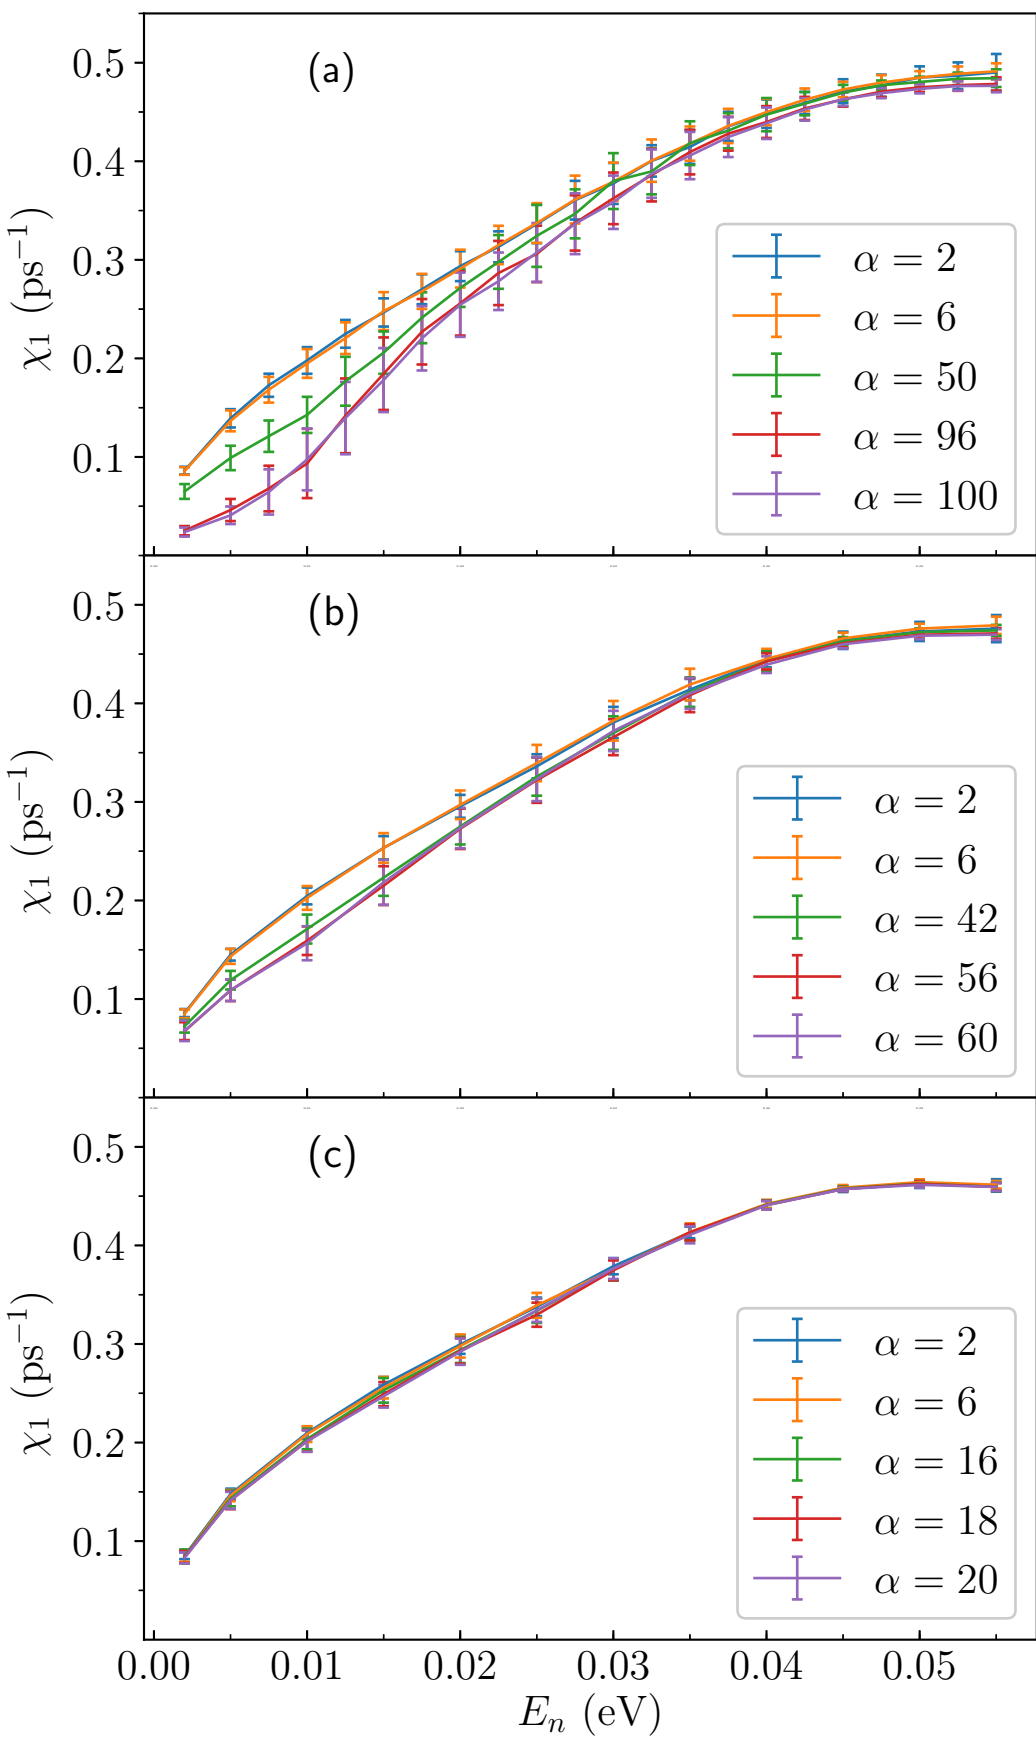 (a)
0.5
0.4
0.3
0.2
0.1
χ₁ (ps⁻¹)
α = 2
α = 6
α = 50
α = 96
α = 100
(b)
0.5
0.4
0.3
0.2
0.1
χ₁ (ps⁻¹)
α = 2
α = 6
α = 42
α = 56
α = 60
(c)
0.5
0.4
0.3
0.2
0.1
χ₁ (ps⁻¹)
α = 2
α = 6
α = 16
α = 18
α = 20
0.00 0.01 0.02 0.03 0.04 0.05
Eₙ (eV)